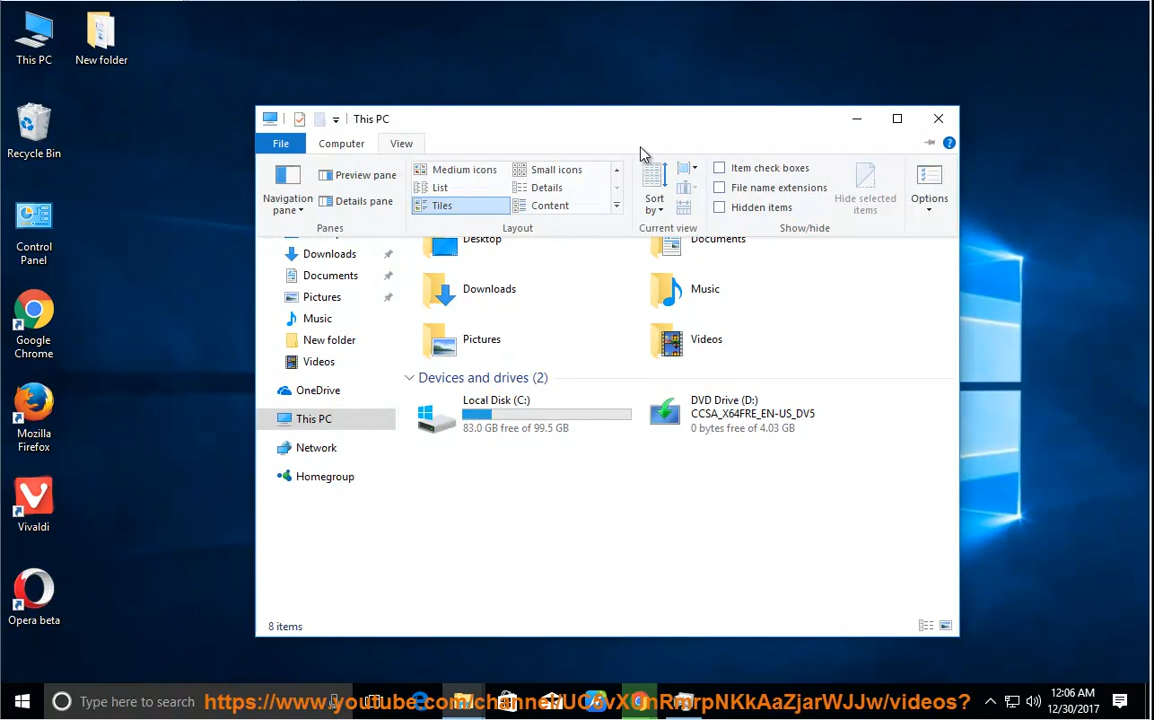 This PC
New folder
Recycle Bin
Control
Panel
Google
Chrome
Mozilla
Firefox
Vivaldi
Opera beta
This PC
File
Computer
View
Navigation
pane
Preview pane
Details pane
Panes
Medium icons
Small icons
List
Details
Tiles
Content
Layout
Sort
by
Current view
Item check boxes
File name extensions
Hidden items
Hide selected
items
Show/hide
Options
Downloads
Documents
Pictures
Music
New folder
Videos
OneDrive
This PC
Network
Homegroup
Desktop
Documents
Downloads
Music
Pictures
Videos
Devices and drives (2)
Local Disk (C:)
83.0 GB free of 99.5 GB
DVD Drive (D:)
CCSA_X64FRE_EN-US_DV5
0 bytes free of 4.03 GB
8 items
Type here to search
12:06 AM
12/30/2017